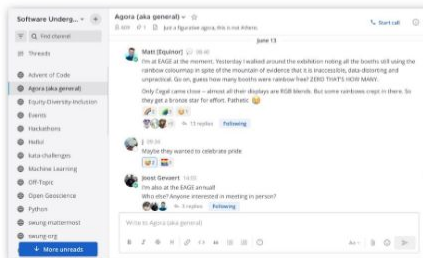 Software Underg...
Find channel
Threads
Advent of Code
Agora (aka general)
Equity-Diversity-Inclusion
Events
Hackathons
Hello!
kata-challenges
Machine Learning
Off-Topic
Open Geoscience
Python
swung-mattermost
swung-org
More unreads
Agora (aka general)
Just a figurative agora, this is not Athens.
Start call
June 13
Matt [Equinor]
I'm at EAGE at the moment. Yesterday I walked around the exhibition noting all the booths still using the
rainbow colourmap in spite of the mountain of evidence that it is inaccessible, data-distorting and
unpractical. Go on, guess how many booths were rainbow free? ZERO THAT'S HOW MANY.
Only Cegal came close – almost all their displays are RGB blends. But some rainbows crept in there. So
they get a bronze star for effort. Pathetic
13 replies Following
J
Maybe they wanted to celebrate pride
Joost Gevaert
I'm also at the EAGE annual!
Anyone interested in meeting in person?
replies Following
Write to Agora (aka general)